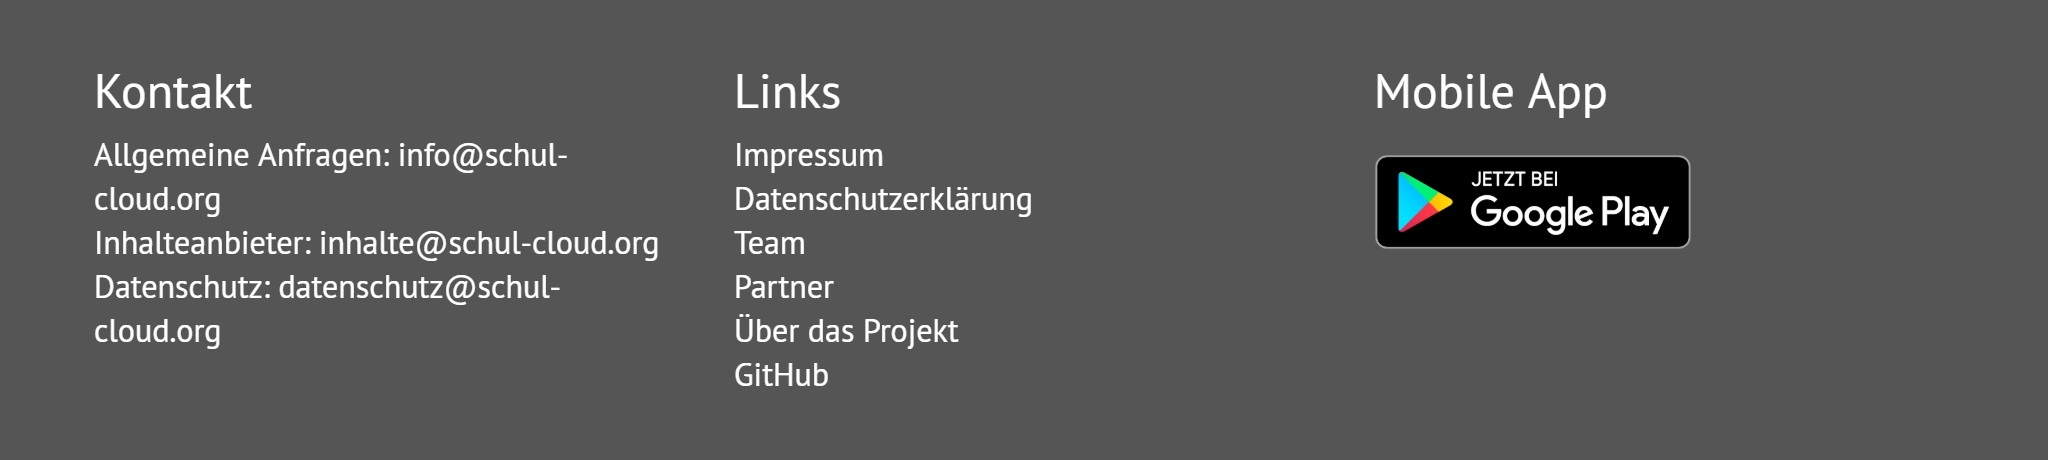 Kontakt
Allgemeine Anfragen: info@schul-
cloud.org
Inhalteanbieter: inhalte@schul-cloud.org
Datenschutz: datenschutz@schul-
cloud.org
Links
Impressum
Datenschutzerklärung
Team
Partner
Über das Projekt
GitHub
Mobile App
JETZT BEI
Google Play